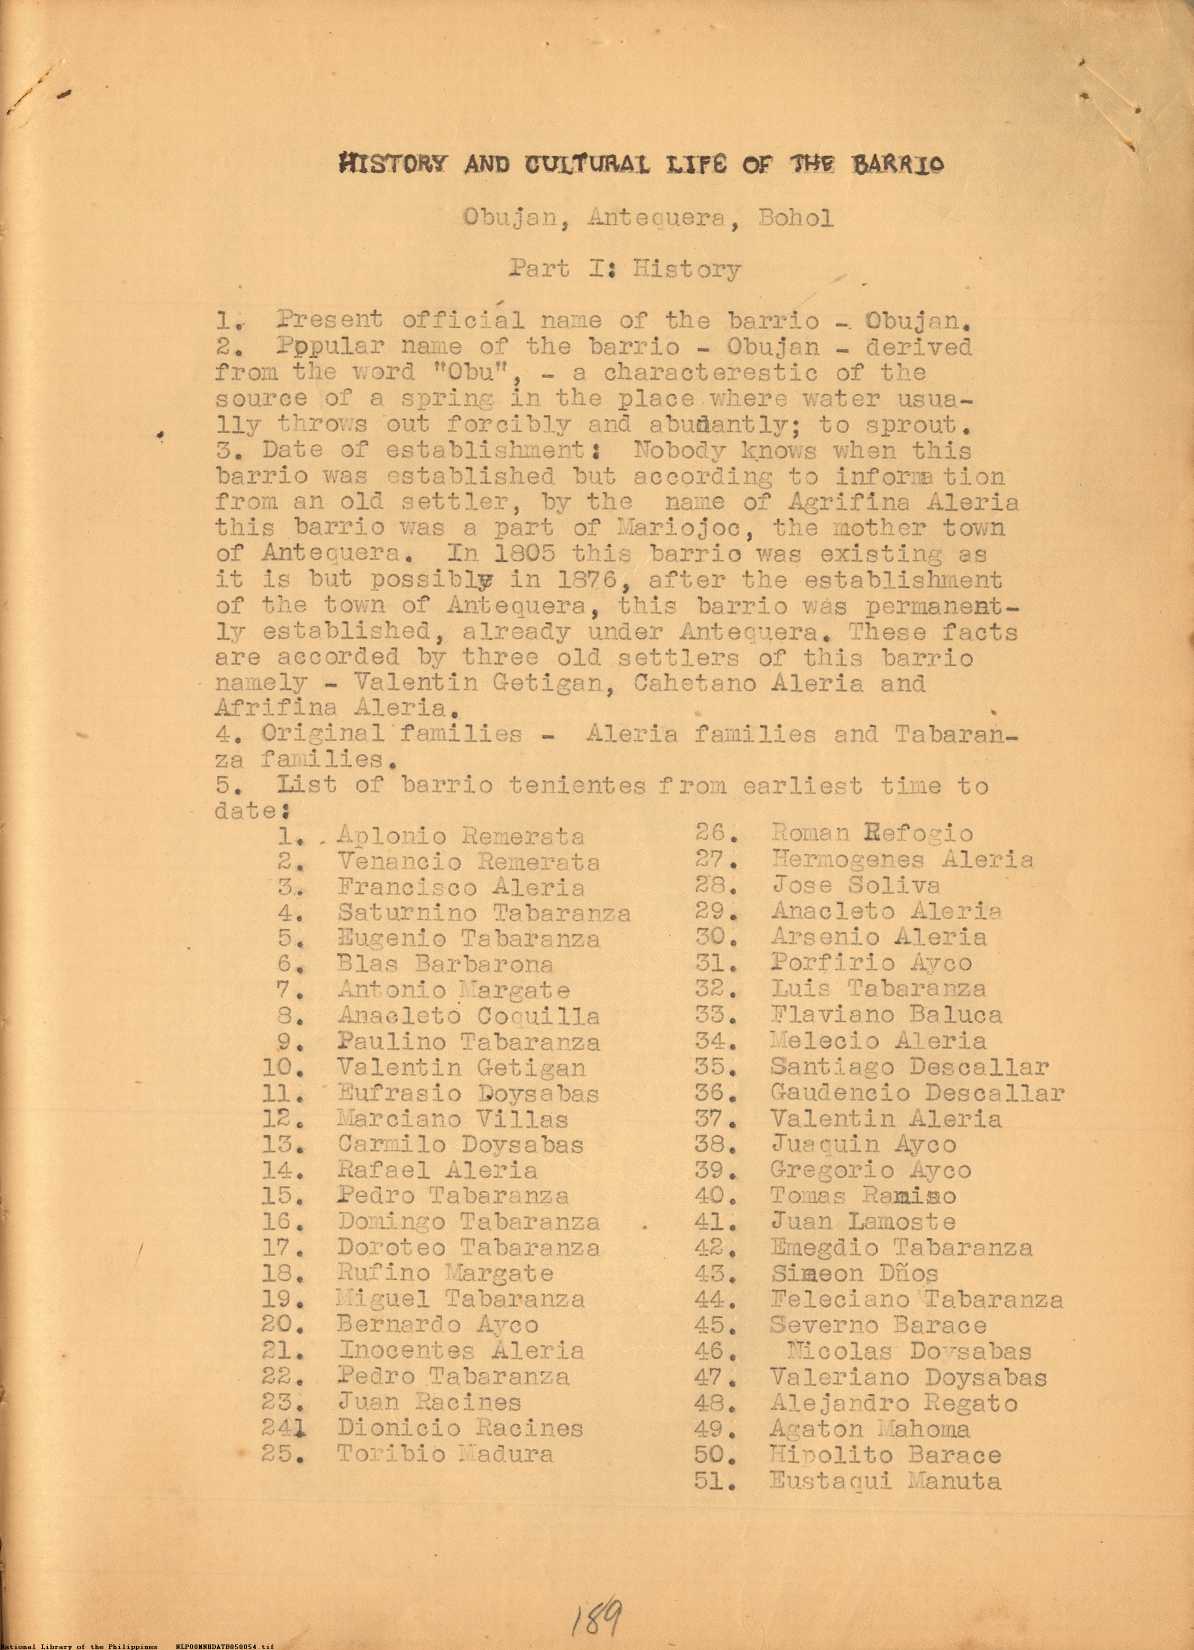 HISTORY AND CULTURAL LIFE OF THE BARRIO
Obujan, Antequera, Bohol
Part I: History
1. Present official name of the barrio - Obujan.
2. Popular name of the barrio - Obujan - derived
from the word "Obu", - a characterestic of the
source of a spring in the place where water usua-
lly throws out forcibly and abudantly; to sprout.
3. Date of establishment: Nobody knows when this
barrio was established but according to information
from an old settler, by the name of Agrifina Aleria
this barrio was a part of Mariojoc, the mother town
of Antequera. In 1805 this barrio was existing as
it is but possibly in 1876, after the establishment
of the town of Antequera, this barrio was permanent-
ly established, already under Antequera. These facts
are accorded by three old settlers of this barrio
namely - Valentin Getigan, Cahetano Aleria and
Afrifina Aleria.
4. Original families - Aleria families and Tabaran-
za families.
5. List of barrio tenientes from earliest time to
date:
1. Aplonio Remerata
2. Venancio Remerata
3. Francisco Aleria
4. Saturnino Tabaranza
5. Eugenio Tabaranza
6. Blas Barbarona
7. Antonio Margate
8. Anacleto Coquilla
9. Paulino Tabaranza
10. Valentin Getigan
11. Eufrasio Doysabas
12. Marciano Villas
13. Carmilo Doysabas
14. Rafael Aleria
15. Pedro Tabaranza
16. Domingo Tabaranza
17. Doroteo Tabaranza
18. Rufino Margate
19. Miguel Tabaranza
20. Bernardo Ayco
21. Inocentes Aleria
22. Pedro Tabaranza
23. Juan Racines
24. Dionicio Racines
25. Toribio Madura
26. Roman Refogio
27. Hermogenes Aleria
28. Jose Soliva
29. Anacleto Aleria
30. Arsenio Aleria
31. Porfirio Ayco
32. Luis Tabaranza
33. Flaviano Baluca
34. Melecio Aleria
35. Santiago Descallar
36. Gaudencio Descallar
37. Valentin Aleria
38. Juaquin Ayco
39. Gregorio Ayco
40. Tomas
41. Juan Lamoste
42. Emegdio Tabaranza
43. Simeon Dños
44. Feleciano Tabaranza
45. Severno Barace
46. Nicolas Doysabas
47. Valeriano Doysabas
48. Alejandro Regato
49. Agaton Mahoma
50. Hipolito Barace
51. Eustaqui Manuta
189
National Library of the Philippines NLPOOMNHDATB050054.tif